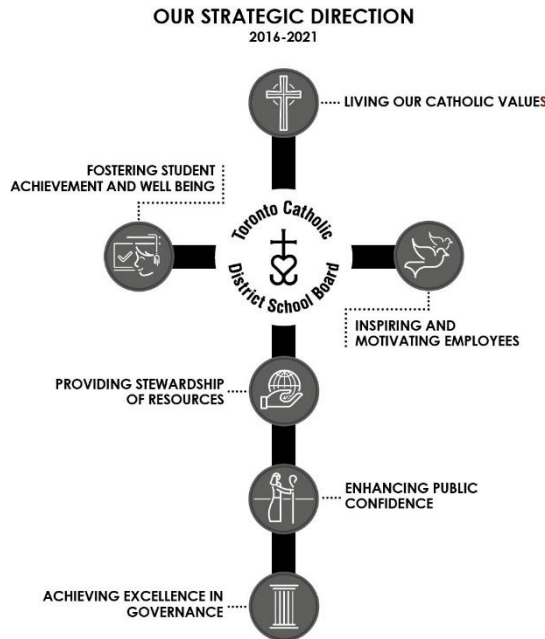 OUR STRATEGIC DIRECTION
2016-2021
LIVING OUR CATHOLIC VALUES
FOSTERING STUDENT
ACHIEVEMENT AND WELL BEING
Toronto Catholic
District School Board
INSPIRING AND
MOTIVATING EMPLOYEES
PROVIDING STEWARDSHIP
OF RESOURCES
ENHANCING PUBLIC
CONFIDENCE
ACHIEVING EXCELLENCE IN
GOVERNANCE